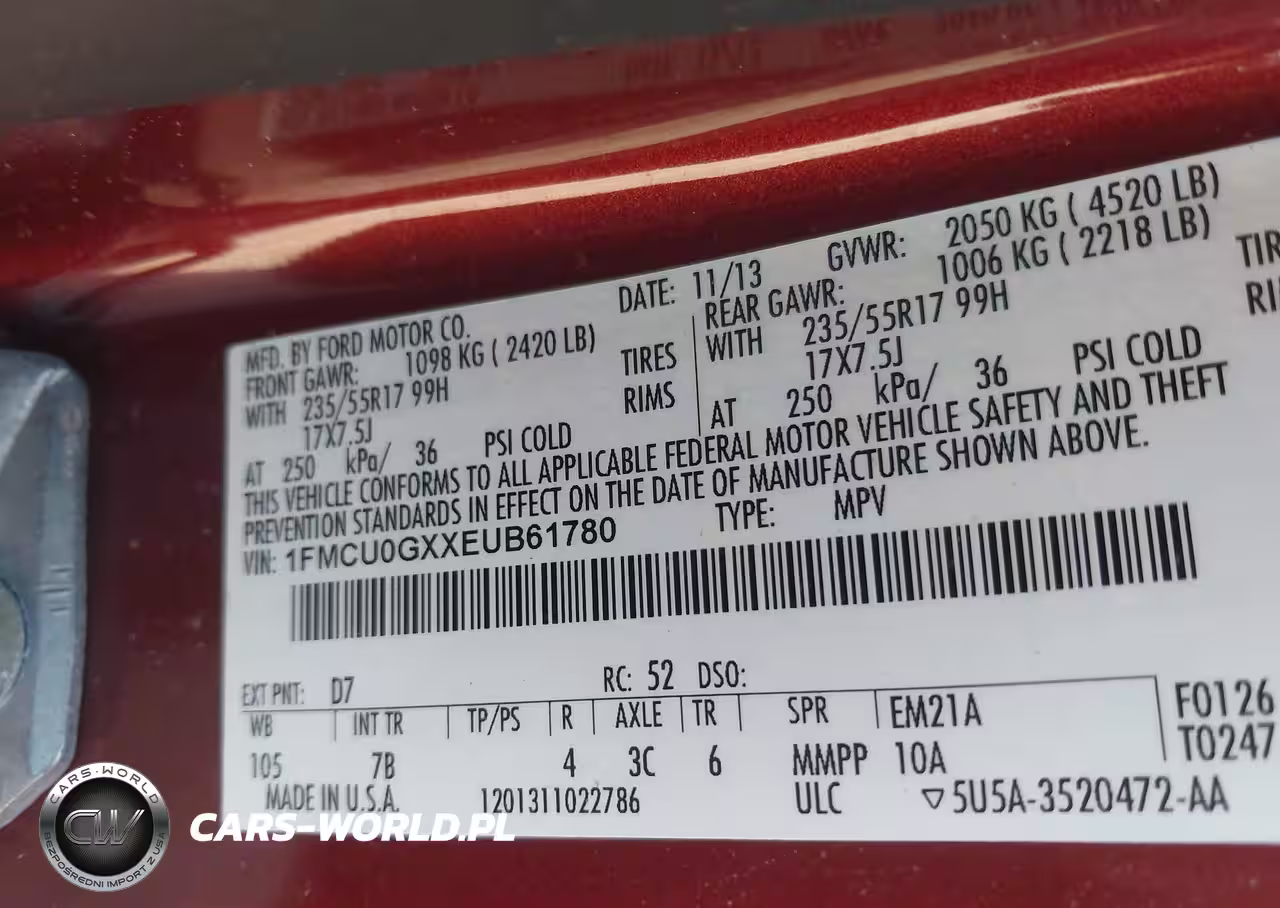 MFD. BY FORD MOTOR CO.
DATE: 11/13 GVWR: 2050 KG ( 4520 LB)
FRONT GAWR: 1098 KG ( 2420 LB)
REAR GAWR: 1006 KG ( 2218 LB)
WITH 235/55R17 99H TIRES
WITH 235/55R17 99H TIR
17X7.5J RIMS
17X7.5J RI
AT 250 kPa/ 36 PSI COLD
AT 250 kPa/ 36 PSI COLD
THIS VEHICLE CONFORMS TO ALL APPLICABLE FEDERAL MOTOR VEHICLE SAFETY AND THEFT
PREVENTION STANDARDS IN EFFECT ON THE DATE OF MANUFACTURE SHOWN ABOVE.
VIN: 1FMCU0GXXEUB61780 TYPE: MPV
EXT PNT: D7 RC: 52 DSO:
WB INT TR TP/PS R AXLE TR SPR EM21A F0126
105 7B 4 3C 6 MMPP 10A T0247
MADE IN U.S.A. 1201311022786 ULC ▽5U5A-3520472-AA
CARS-WORLD
CW
BEZPOŚREDNI IMPORT Z USA
CARS-WORLD.PL